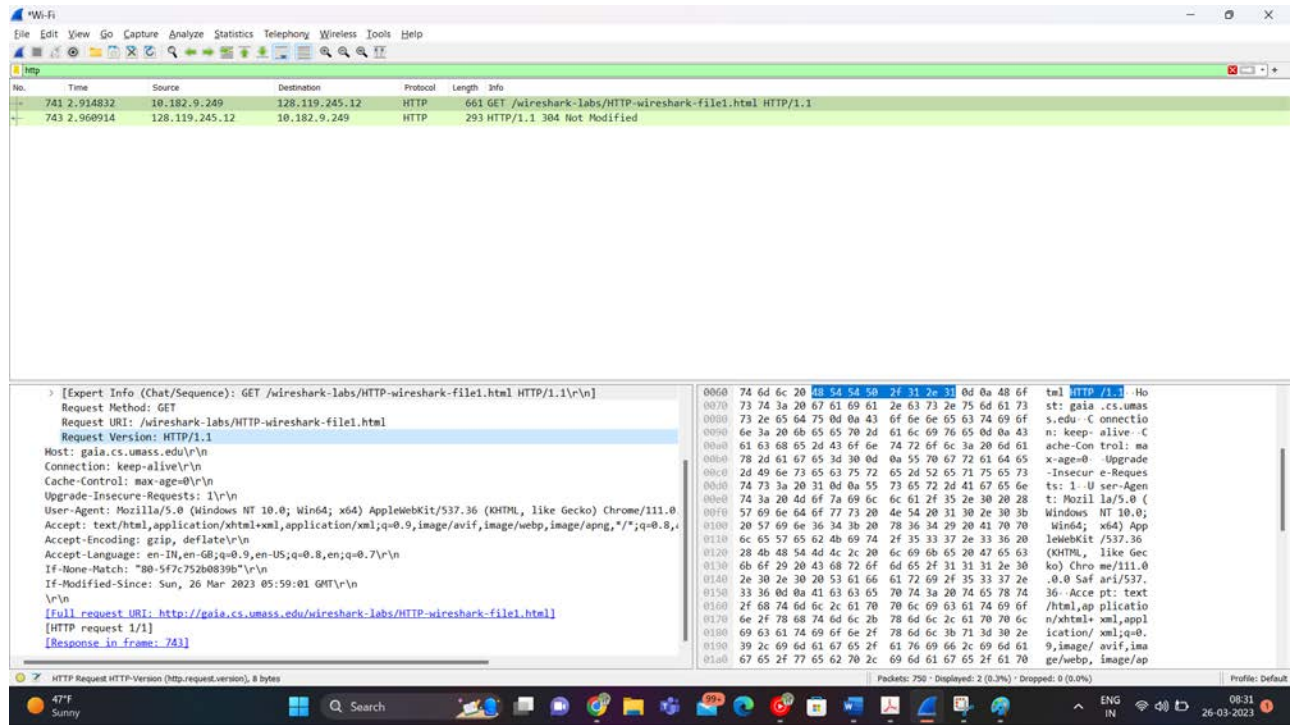 *Wi-Fi
File Edit View Go Capture Analyze Statistics Telephony Wireless Tools Help
http
No. Time Source Destination Protocol Length Info
741 2.914832 10.182.9.249 128.119.245.12 HTTP 661 GET /wireshark-labs/HTTP-wireshark-file1.html HTTP/1.1
743 2.960914 128.119.245.12 10.182.9.249 HTTP 293 HTTP/1.1 304 Not Modified
> [Expert Info (Chat/Sequence): GET /wireshark-labs/HTTP-wireshark-file1.html HTTP/1.1\r\n]
Request Method: GET
Request URI: /wireshark-labs/HTTP-wireshark-file1.html
Request Version: HTTP/1.1
Host: gaia.cs.umass.edu\r\n
Connection: keep-alive\r\n
Cache-Control: max-age=0\r\n
Upgrade-Insecure-Requests: 1\r\n
User-Agent: Mozilla/5.0 (Windows NT 10.0; Win64; x64) AppleWebKit/537.36 (KHTML, like Gecko) Chrome/111.0
Accept: text/html,application/xhtml+xml,application/xml;q=0.9,image/avif,image/webp,image/apng,*/*;q=0.8,
Accept-Encoding: gzip, deflate\r\n
Accept-Language: en-IN,en-GB;q=0.9,en-US;q=0.8,en;q=0.7\r\n
If-None-Match: "80-5f7c752b0839b"\r\n
If-Modified-Since: Sun, 26 Mar 2023 05:59:01 GMT\r\n
\r\n
[Full request URI: http://gaia.cs.umass.edu/wireshark-labs/HTTP-wireshark-file1.html]
[HTTP request 1/1]
[Response in frame: 743]
0060 74 6d 6c 20 48 54 54 50 2f 31 2e 31 0d 0a 48 6f tml HTTP /1.1··Ho
0070 73 74 3a 20 67 61 69 61 2e 63 73 2e 75 6d 61 73 st: gaia .cs.umas
0080 73 2e 65 64 75 0d 0a 43 6f 6e 6e 65 63 74 69 6f s.edu··C onnectio
0090 6e 3a 20 6b 65 65 70 2d 61 6c 69 76 65 0d 0a 43 n: keep- alive··C
00a0 61 63 68 65 2d 43 6f 6e 74 72 6f 6c 3a 20 6d 61 ache-Con trol: ma
00b0 78 2d 61 67 65 3d 30 0d 0a 55 70 67 72 61 64 65 x-age=0· ·Upgrade
00c0 2d 49 6e 73 65 63 75 72 65 2d 52 65 71 75 65 73 -Insecur e-Reques
00d0 74 73 3a 20 31 0d 0a 55 73 65 72 2d 41 67 65 6e ts: 1··U ser-Agen
00e0 74 3a 20 4d 6f 7a 69 6c 6c 61 2f 35 2e 30 20 28 t: Mozil la/5.0 (
00f0 57 69 6e 64 6f 77 73 20 4e 54 20 31 30 2e 30 3b Windows NT 10.0;
0100 20 57 69 6e 36 34 3b 20 78 36 34 29 20 41 70 70 Win64; x64) App
0110 6c 65 57 65 62 4b 69 74 2f 35 33 37 2e 33 36 20 leWebKit /537.36
0120 28 4b 48 54 4d 4c 2c 20 6c 69 6b 65 20 47 65 63 (KHTML, like Gec
0130 6b 6f 29 20 43 68 72 6f 6d 65 2f 31 31 31 2e 30 ko) Chro me/111.0
0140 2e 30 2e 30 20 53 61 66 61 72 69 2f 35 33 37 2e .0.0 Saf ari/537.
0150 33 36 0d 0a 41 63 63 65 70 74 3a 20 74 65 78 74 36··Acce pt: text
0160 2f 68 74 6d 6c 2c 61 70 70 6c 69 63 61 74 69 6f /html,ap plicatio
0170 6e 2f 78 68 74 6d 6c 2b 78 6d 6c 2c 61 70 70 6c n/xhtml+ xml,appl
0180 69 63 61 74 69 6f 6e 2f 78 6d 6c 3b 71 3d 30 2e ication/ xml;q=0.
0190 39 2c 69 6d 61 67 65 2f 61 76 69 66 2c 69 6d 61 9,image/ avif,ima
01a0 67 65 2f 77 65 62 70 2c 69 6d 61 67 65 2f 61 70 ge/webp, image/ap
HTTP Request HTTP-Version (http.request.version), 8 bytes Packets: 750 · Displayed: 2 (0.3%) · Dropped: 0 (0.0%) Profile: Default
47°F
Sunny
Search
99+
ENG
IN
08:31
26-03-2023